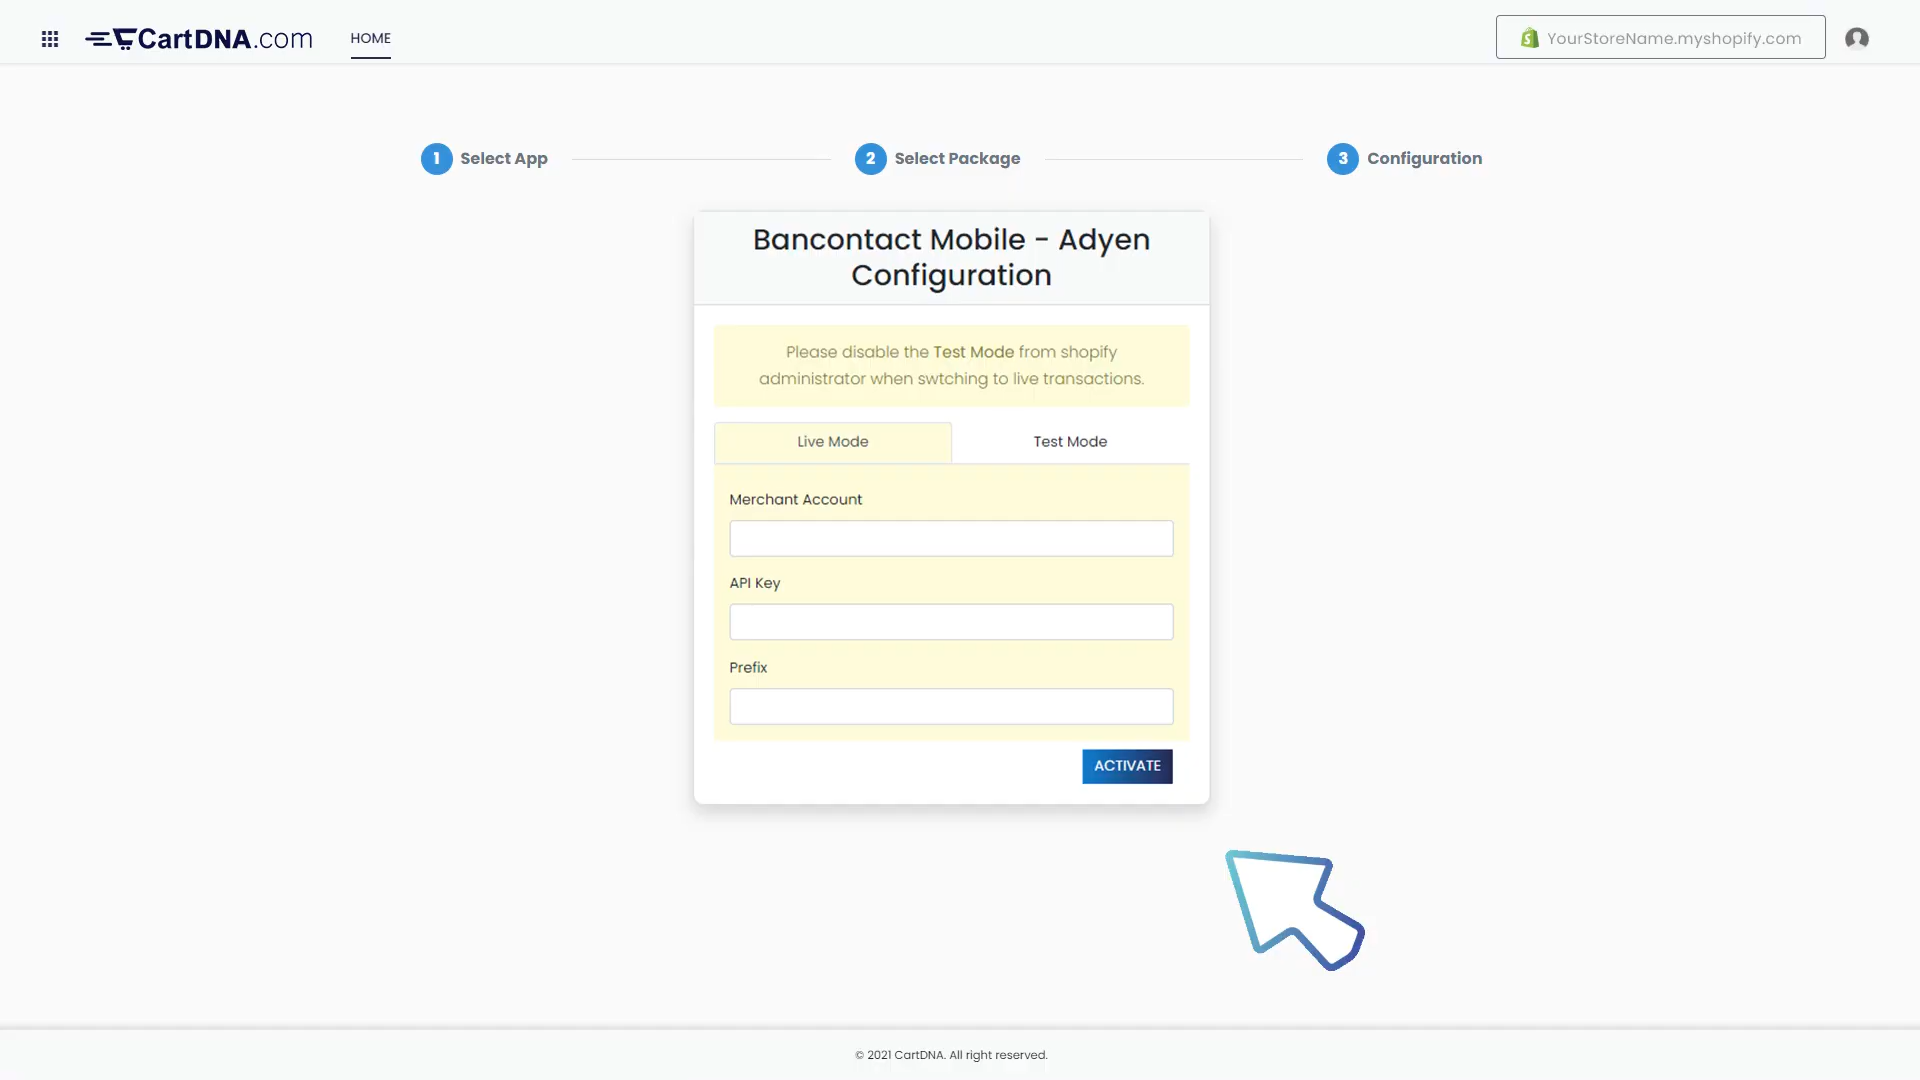 CartDNA.com
HOME
YourStoreName.myshopify.com
1 Select App
2 Select Package
3 Configuration
Bancontact Mobile - Adyen
Configuration
Please disable the Test Mode from shopify
administrator when swtching to live transactions.
Live Mode
Test Mode
Merchant Account
API Key
Prefix
ACTIVATE
© 2021 CartDNA. All right reserved.